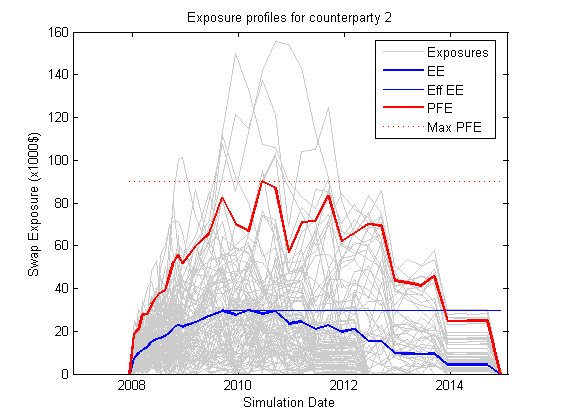 Exposure profiles for counterparty 2
160
140
120
100
80
60
40
20
0
Swap Exposure (x1000$)
Exposures
EE
Eff EE
PFE
Max PFE
2008
2010
2012
2014
Simulation Date